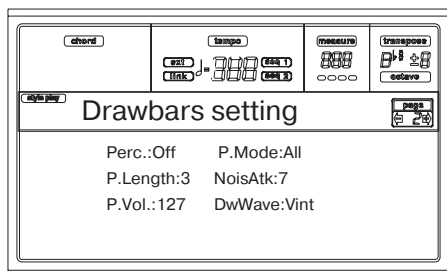 chord
tempo
measure
transpose
ext
link
seq 1
seq 2
octave
style play
Drawbars setting
page
2
Perc.:Off P.Mode:All
P.Length:3 NoisAtk:7
P.Vol.:127 DwWave:Vint